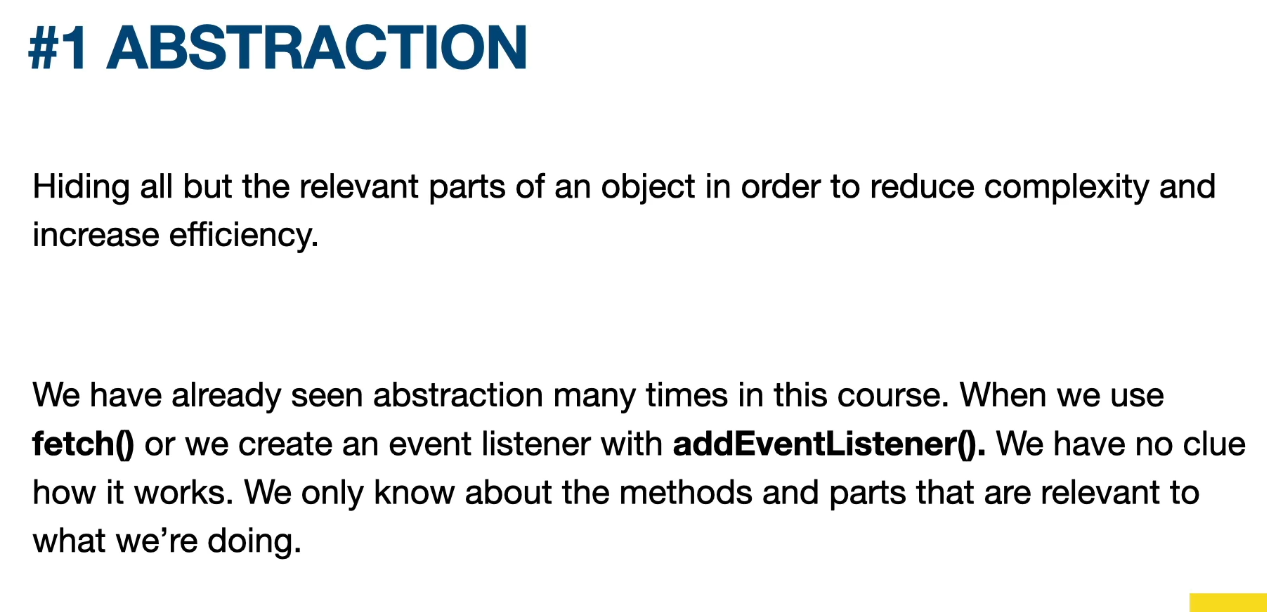 #1 ABSTRACTION
Hiding all but the relevant parts of an object in order to reduce complexity and
increase efficiency.
We have already seen abstraction many times in this course. When we use
fetch() or we create an event listener with addEventListener(). We have no clue
how it works. We only know about the methods and parts that are relevant to
what we’re doing.